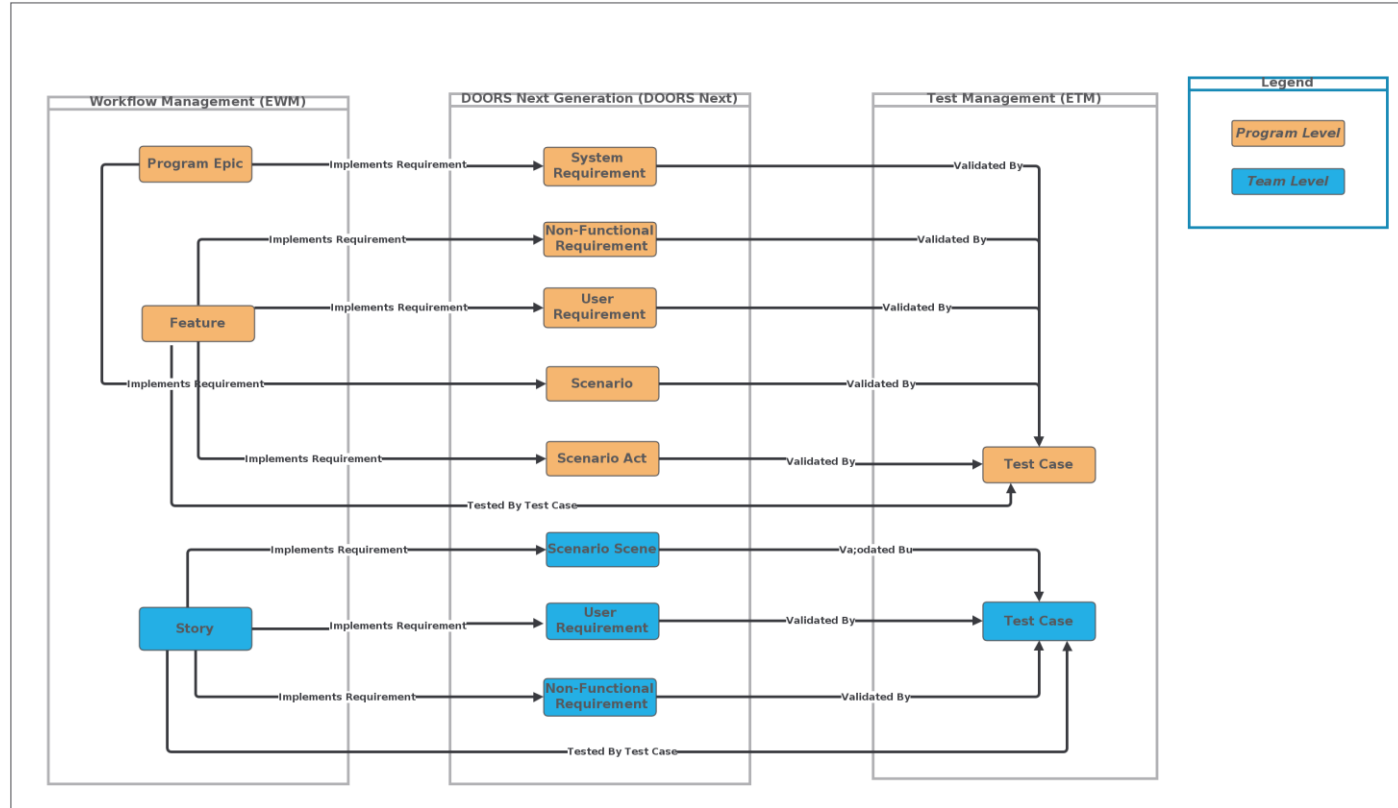 Workflow Management (EWM)
DOORS Next Generation (DOORS Next)
Test Management (ETM)
Legend
Program Level
Team Level
Program Epic
Implements Requirement
System
Requirement
Validated By
Implements Requirement
Non-Functional
Requirement
Validated By
Feature
Implements Requirement
User
Requirement
Validated By
Implements Requirement
Scenario
Validated By
Implements Requirement
Scenario Act
Validated By
Test Case
Tested By Test Case
Implements Requirement
Scenario Scene
Va;odated Bu
Story
Implements Requirement
User
Requirement
Validated By
Test Case
Implements Requirement
Non-Functional
Requirement
Validated By
Tested By Test Case